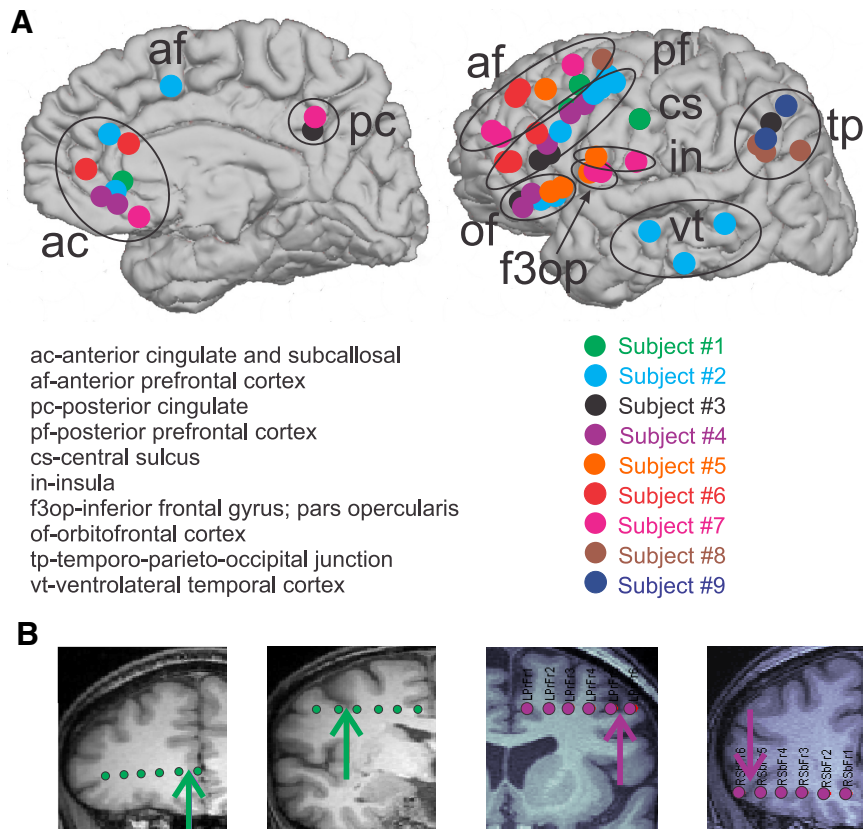 A
af
pc
ac
af
pf
cs
tp
in
of
vt
f3op
ac-anterior cingulate and subcallosal
af-anterior prefrontal cortex
pc-posterior cingulate
pf-posterior prefrontal cortex
cs-central sulcus
in-insula
f3op-inferior frontal gyrus; pars opercularis
of-orbitofrontal cortex
tp-temporo-parieto-occipital junction
vt-ventrolateral temporal cortex
Subject #1
Subject #2
Subject #3
Subject #4
Subject #5
Subject #6
Subject #7
Subject #8
Subject #9
B
LPrFr1
LPrFr2
LPrFr3
LPrFr4
RSbFr5
RSbFr4
RSbFr3
RSbFr2
RSbFr1